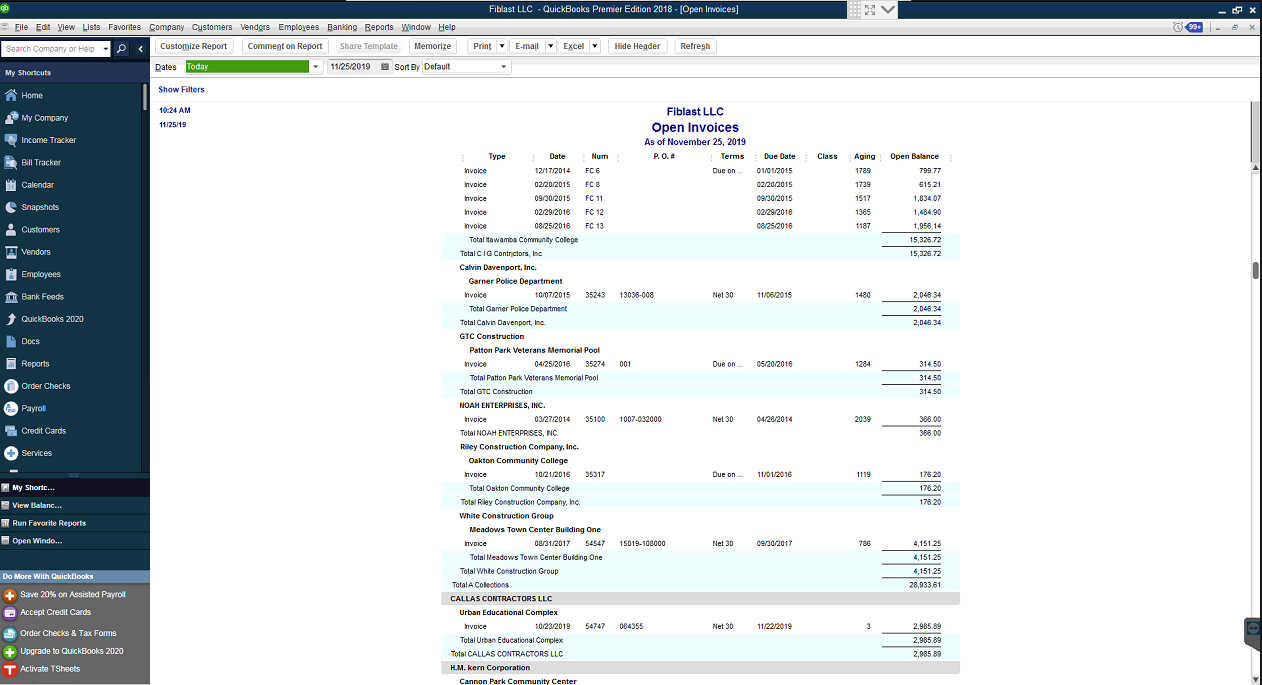 Fiblast LLC - QuickBooks Premier Edition 2018 - [Open Invoices]
File Edit View Lists Favorites Company Customers Vendors Employees Banking Reports Window Help 99+
Search Company or Help
Customize Report Comment on Report Share Template Memorize Print E-mail Excel Hide Header Refresh
Dates Today 11/25/2019 Sort By Default
Show Filters
My Shortcuts
Home
My Company
Income Tracker
Bill Tracker
Calendar
Snapshots
Customers
Vendors
Employees
Bank Feeds
QuickBooks 2020
Docs
Reports
Order Checks
Payroll
Credit Cards
Services
My Shortc...
View Balanc...
Run Favorite Reports
Open Windo...
Do More With QuickBooks
Save 20% on Assisted Payroll
Accept Credit Cards
Order Checks & Tax Forms
Upgrade to QuickBooks 2020
Activate TSheets
10:24 AM
11/25/19
Fiblast LLC
Open Invoices
As of November 25, 2019
Type Date Num P. O. # Terms Due Date Class Aging Open Balance
Invoice 12/17/2014 FC 6 Due on ... 01/01/2015 1789 799.77
Invoice 02/20/2015 FC 8 02/20/2015 1739 615.21
Invoice 09/30/2015 FC 11 09/30/2015 1517 1,834.07
Invoice 02/29/2016 FC 12 02/29/2016 1365 1,484.90
Invoice 08/25/2016 FC 13 08/25/2016 1187 1,956.14
Total Itawamba Community College 15,326.72
Total C I G Contrjctors, Inc 15,326.72
Calvin Davenport, Inc.
Garner Police Department
Invoice 10/07/2015 35243 13036-008 Net 30 11/06/2015 1480 2,046.34
Total Garner Police Department 2,046.34
Total Calvin Davenport, Inc. 2,046.34
GTC Construction
Patton Park Veterans Memorial Pool
Invoice 04/25/2016 35274 001 Due on ... 05/20/2016 1284 314.50
Total Patton Park Veterans Memorial Pool 314.50
Total GTC Construction 314.50
NOAH ENTERPRISES, INC.
Invoice 03/27/2014 35100 1007-032000 Net 30 04/26/2014 2039 366.00
Total NOAH ENTERPRISES, INC. 366.00
Riley Construction Company, Inc.
Oakton Community College
Invoice 10/21/2016 35317 Due on ... 11/01/2016 1119 176.20
Total Oakton Community College 176.20
Total Riley Construction Company, Inc. 176.20
White Construction Group
Meadows Town Center Building One
Invoice 08/31/2017 54547 15019-108000 Net 30 09/30/2017 786 4,151.25
Total Meadows Town Center Building One 4,151.25
Total White Construction Group 4,151.25
Total A Collections 28,933.61
CALLAS CONTRACTORS LLC
Urban Educational Complex
Invoice 10/23/2019 54747 064355 Net 30 11/22/2019 3 2,985.89
Total Urban Educational Complex 2,985.89
Total CALLAS CONTRACTORS LLC 2,985.89
H.M. kern Corporation
Cannon Park Community Center